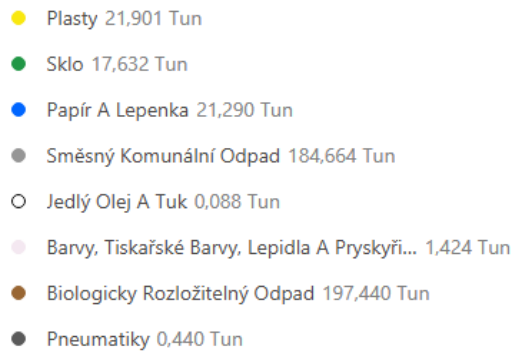 Plasty 21,901 Tun
Sklo 17,632 Tun
Papír A Lepenka 21,290 Tun
Směsný Komunální Odpad 184,664 Tun
Jedlý Olej A Tuk 0,088 Tun
Barvy, Tiskařské Barvy, Lepidla A Pryskyři... 1,424 Tun
Biologicky Rozložitelný Odpad 197,440 Tun
Pneumatiky 0,440 Tun